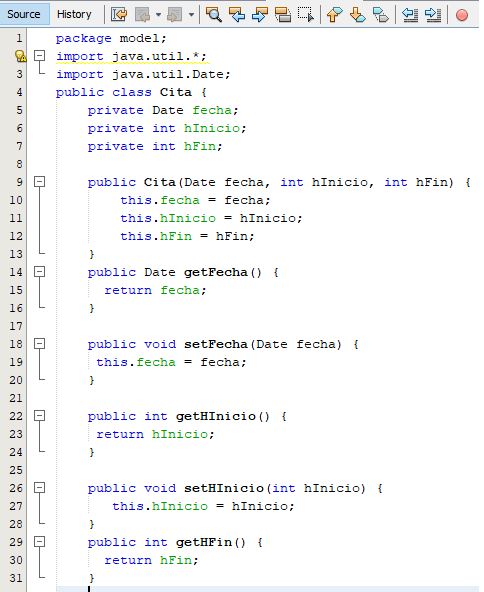 Source History
1 package model;
import java.util.*;
3 import java.util.Date;
4 public class Cita {
5 private Date fecha;
6 private int hInicio;
7 private int hFin;
8
9 public Cita(Date fecha, int hInicio, int hFin) {
10 this.fecha = fecha;
11 this.hInicio = hInicio;
12 this.hFin = hFin;
13 }
14 public Date getFecha() {
15 return fecha;
16 }
17
18 public void setFecha(Date fecha) {
19 this.fecha = fecha;
20 }
21
22 public int getHInicio() {
23 return hInicio;
24 }
25
26 public void setHInicio(int hInicio) {
27 this.hInicio = hInicio;
28 }
29 public int getHFin() {
30 return hFin;
31 }